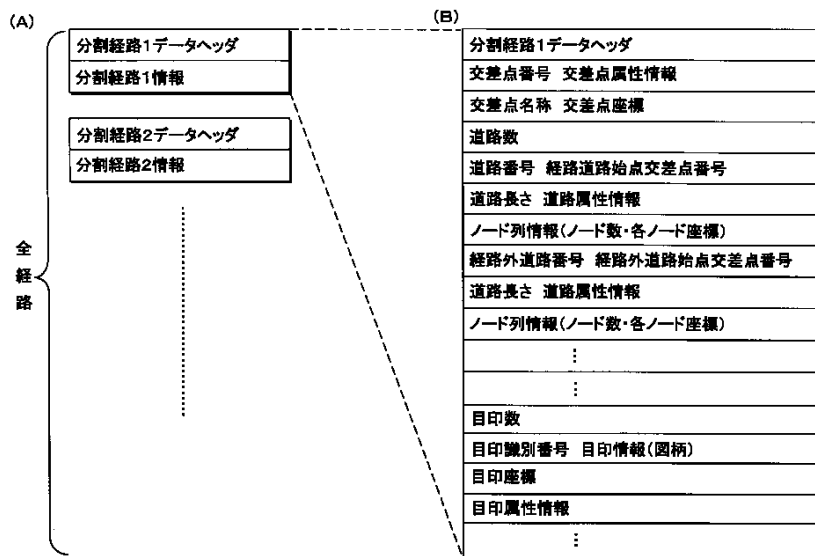 (A)
分割経路1データヘッダ
分割経路1情報
分割経路2データヘッダ
分割経路2情報
全経路
(B)
分割経路1データヘッダ
交差点番号 交差点属性情報
交差点名称 交差点座標
道路数
道路番号 経路道路始点交差点番号
道路長さ 道路属性情報
ノード列情報(ノード数・各ノード座標)
経路外道路番号 経路外道路始点交差点番号
道路長さ 道路属性情報
ノード列情報(ノード数・各ノード座標)
目印数
目印識別番号 目印情報(図柄)
目印座標
目印属性情報